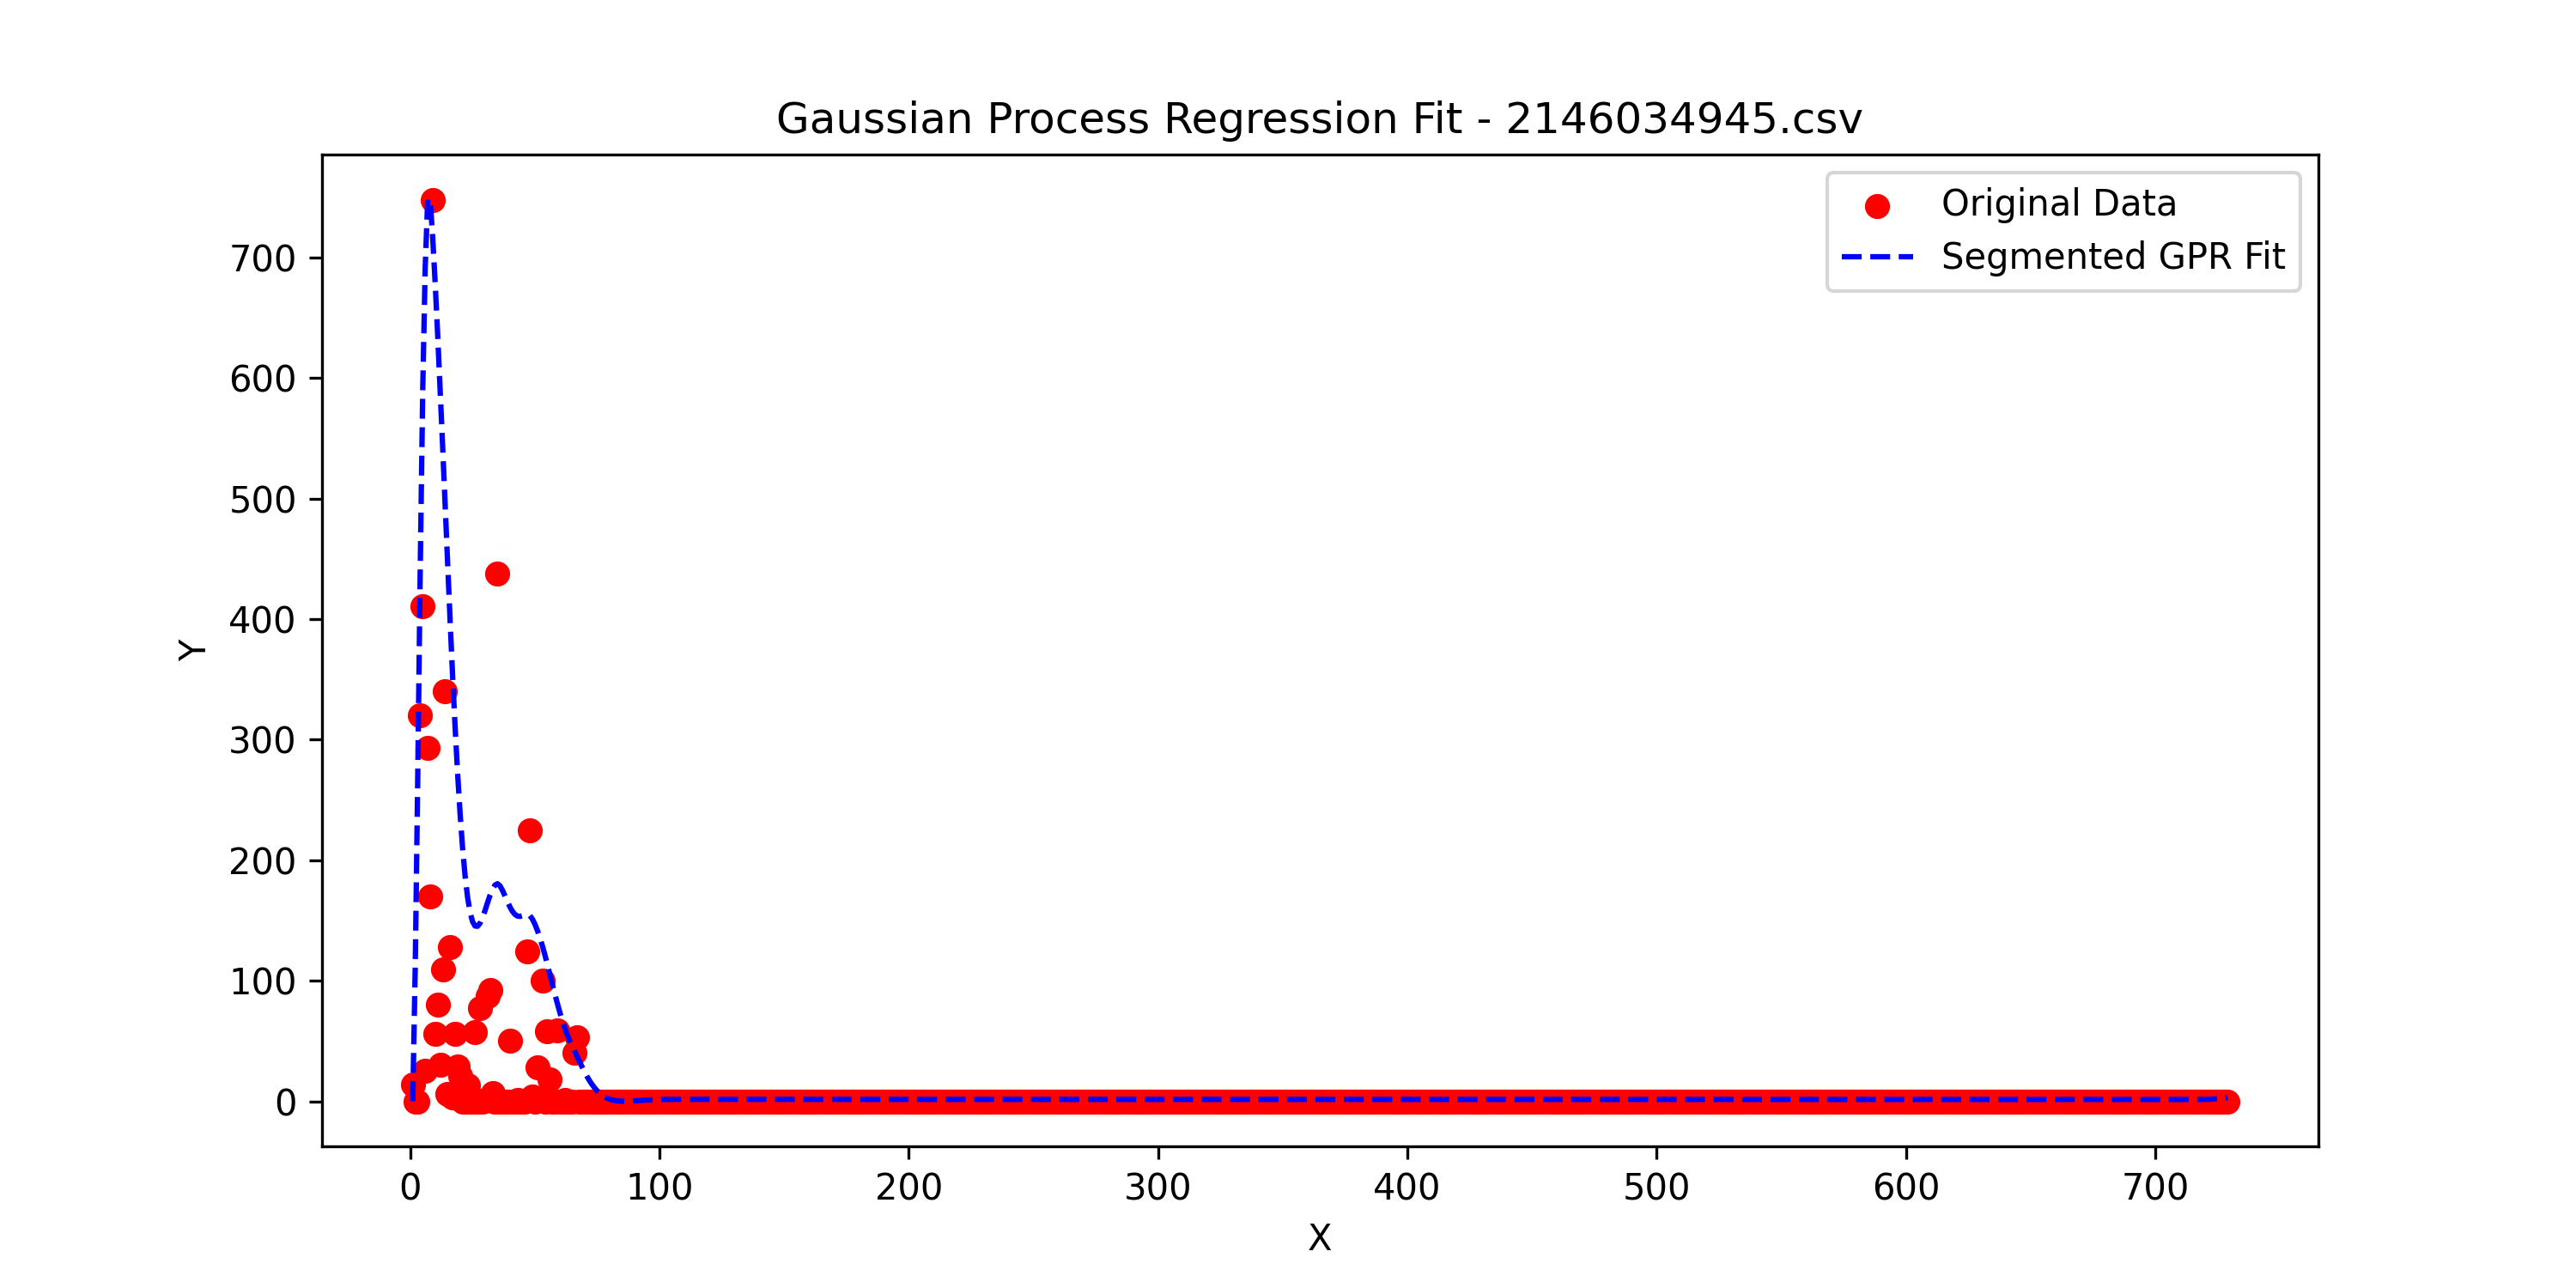 Gaussian Process Regression Fit - 2146034945.csv
Original Data
Segmented GPR Fit
700
600
500
400
300
200
100
0
Y
0 100 200 300 400 500 600 700
X